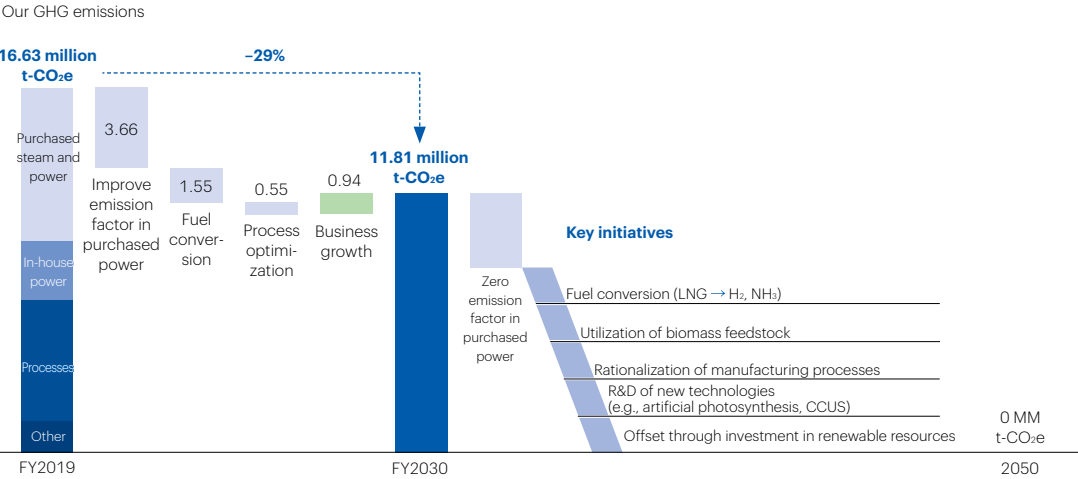 Our GHG emissions
16.63 million
t-CO₂e
–29%
Purchased
steam and
power
In-house
power
Processes
Other
FY2019
3.66
Improve
emission
factor in
purchased
power
1.55
Fuel
conver-
sion
0.55
Process
optimi-
zation
0.94
Business
growth
11.81 million
t-CO₂e
FY2030
Zero
emission
factor in
purchased
power
Key initiatives
Fuel conversion (LNG → H₂, NH₃)
Utilization of biomass feedstock
Rationalization of manufacturing processes
R&D of new technologies
(e.g., artificial photosynthesis, CCUS)
Offset through investment in renewable resources
0 MM
t-CO₂e
2050